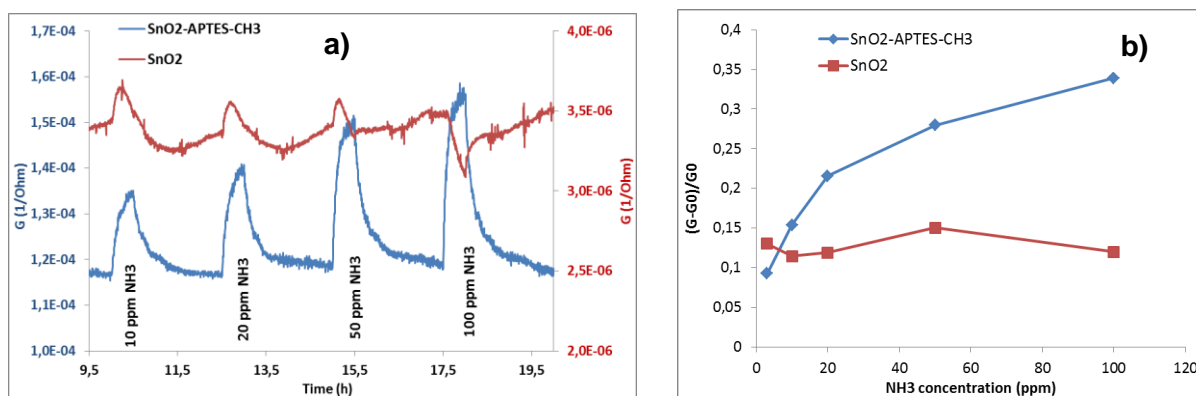 SnO2-APTES-CH3
SnO2
a)
1,7E-04
1,6E-04
1,5E-04
1,4E-04
1,3E-04
1,2E-04
1,1E-04
1,0E-04
G (1/Ohm)
4,0E-06
3,5E-06
3,0E-06
2,5E-06
2,0E-06
G (1/Ohm)
10 ppm NH3
20 ppm NH3
50 ppm NH3
100 ppm NH3
9,5 11,5 13,5 15,5 17,5 19,5
Time (h)
SnO2-APTES-CH3
SnO2
b)
0,4
0,35
0,3
0,25
0,2
0,15
0,1
0,05
0
(G-G0)/G0
0 20 40 60 80 100 120
NH3 concentration (ppm)